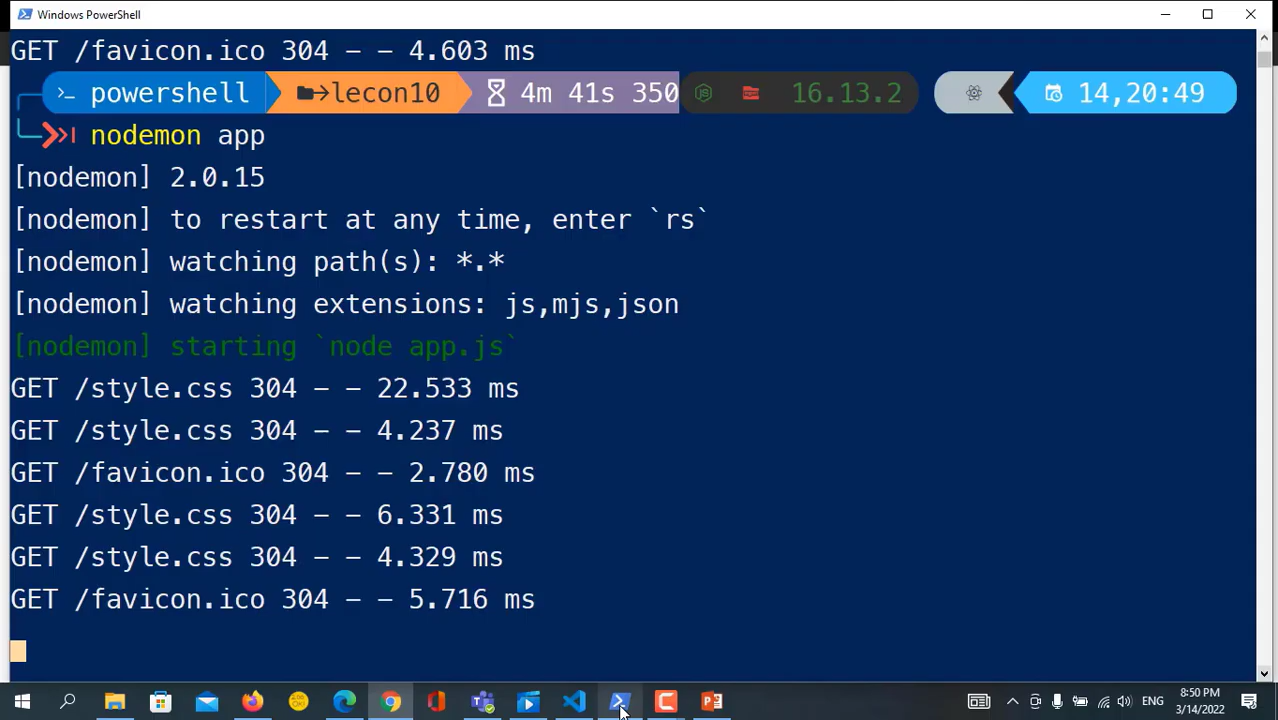 Windows PowerShell
GET /favicon.ico 304 - - 4.603 ms
powershell lecon10 4m 41s 350 16.13.2 14,20:49
nodemon app
[nodemon] 2.0.15
[nodemon] to restart at any time, enter `rs`
[nodemon] watching path(s): *.*
[nodemon] watching extensions: js,mjs,json
[nodemon] starting `node app.js`
GET /style.css 304 - - 22.533 ms
GET /style.css 304 - - 4.237 ms
GET /favicon.ico 304 - - 2.780 ms
GET /style.css 304 - - 6.331 ms
GET /style.css 304 - - 4.329 ms
GET /favicon.ico 304 - - 5.716 ms
ENG
8:50 PM
3/14/2022